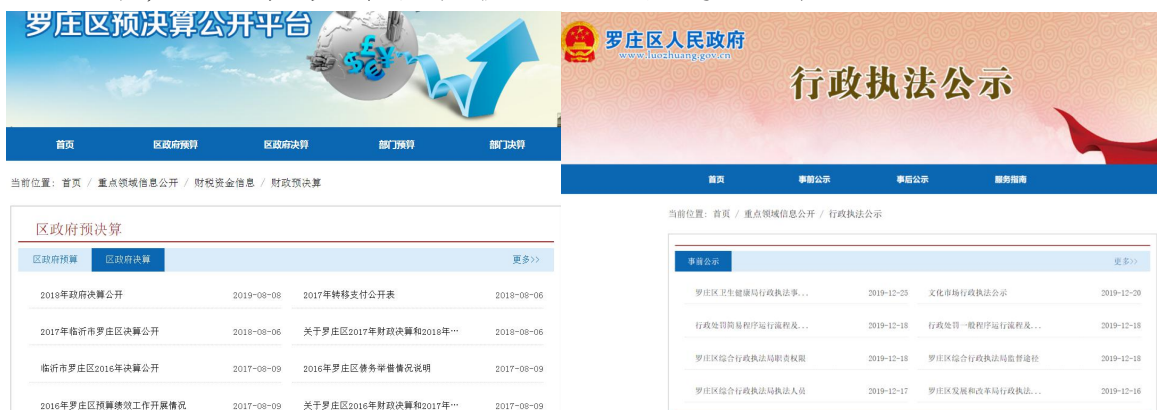 罗庄区预决算公开平台
首页 区政府预算 区政府决算 部门预算 部门决算
当前位置: 首页 / 重点领域信息公开 / 财税资金信息 / 财政预决算
区政府预决算
区政府预算 区政府决算 更多>>
2018年政府决算公开 2019-08-08 2017年转移支付公开表 2018-08-06
2017年临沂市罗庄区决算公开 2018-08-06 关于罗庄区2017年财政决算和2018年… 2018-08-06
临沂市罗庄区2016年决算公开 2017-08-09 2016年罗庄区债务举借情况说明 2017-08-09
2016年罗庄区预算绩效工作开展情况 2017-08-09 关于罗庄区2016年财政决算和2017年… 2017-08-09
罗庄区人民政府
www.luozhuang.gov.cn
行政执法公示
首页 事前公示 事后公示 服务指南
当前位置: 首页 / 重点领域信息公开 / 行政执法公示
事前公示 更多>>
罗庄区卫生健康局行政执法事... 2019-12-25 文化市场行政执法公示 2019-12-20
行政处罚简易程序运行流程及... 2019-12-18 行政处罚一般程序运行流程及... 2019-12-18
罗庄区综合行政执法局职责权限 2019-12-18 罗庄区综合行政执法局监督途径 2019-12-18
罗庄区综合行政执法局执法人员 2019-12-17 罗庄区发展和改革局行政执法... 2019-12-16